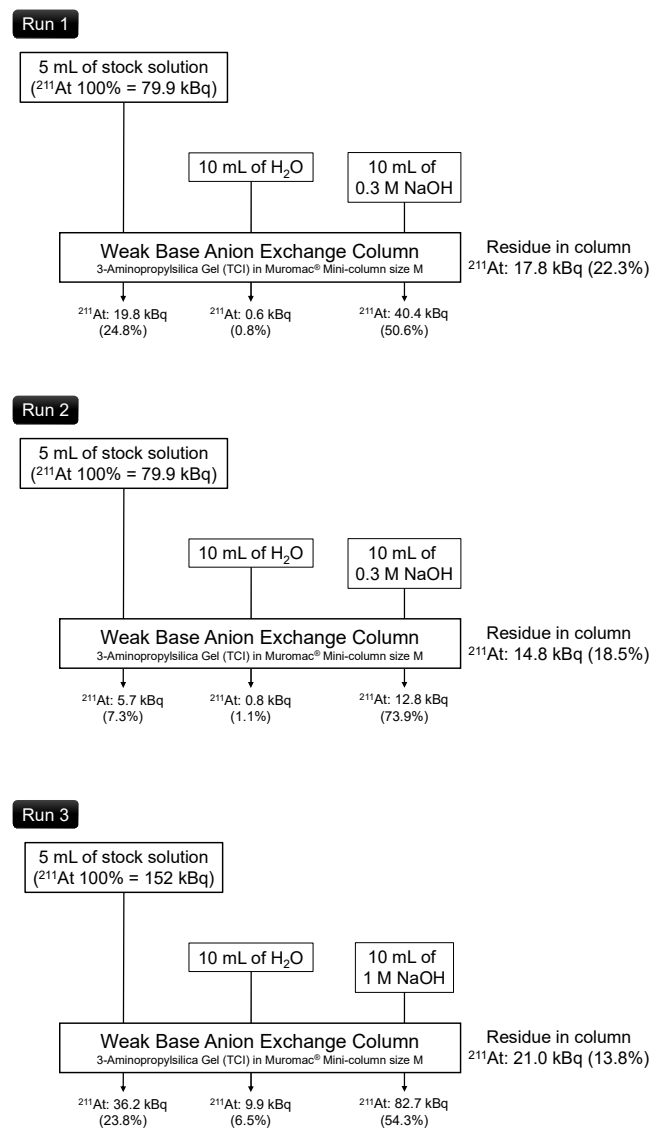 Run 1
5 mL of stock solution
(²¹¹At 100% = 79.9 kBq)
10 mL of H₂O
10 mL of
0.3 M NaOH
Weak Base Anion Exchange Column
3-Aminopropylsilica Gel (TCI) in Muromac® Mini-column size M
Residue in column
²¹¹At: 17.8 kBq (22.3%)
²¹¹At: 19.8 kBq
(24.8%)
²¹¹At: 0.6 kBq
(0.8%)
²¹¹At: 40.4 kBq
(50.6%)
Run 2
5 mL of stock solution
(²¹¹At 100% = 79.9 kBq)
10 mL of H₂O
10 mL of
0.3 M NaOH
Weak Base Anion Exchange Column
3-Aminopropylsilica Gel (TCI) in Muromac® Mini-column size M
Residue in column
²¹¹At: 14.8 kBq (18.5%)
²¹¹At: 5.7 kBq
(7.3%)
²¹¹At: 0.8 kBq
(1.1%)
²¹¹At: 12.8 kBq
(73.9%)
Run 3
5 mL of stock solution
(²¹¹At 100% = 152 kBq)
10 mL of H₂O
10 mL of
1 M NaOH
Weak Base Anion Exchange Column
3-Aminopropylsilica Gel (TCI) in Muromac® Mini-column size M
Residue in column
²¹¹At: 21.0 kBq (13.8%)
²¹¹At: 36.2 kBq
(23.8%)
²¹¹At: 9.9 kBq
(6.5%)
²¹¹At: 82.7 kBq
(54.3%)